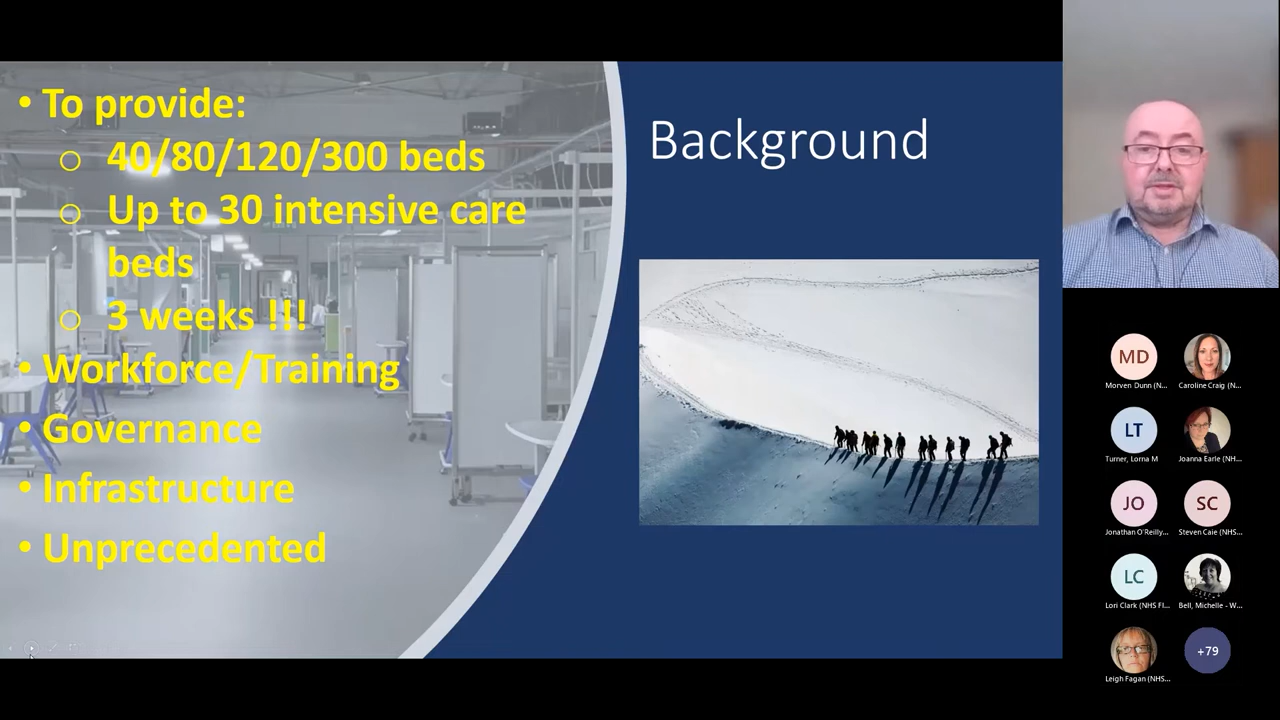 • To provide:
o 40/80/120/300 beds
o Up to 30 intensive care
beds
o 3 weeks !!!
• Workforce/Training
• Governance
• Infrastructure
• Unprecedented
Background
MD
Morven Dunn (N...
Caroline Craig (N...
LT
Turner, Lorna M
Joanna Earle (NH...
JO
Jonathan O'Reilly...
SC
Steven Caie (NHS...
LC
Lori Clark (NHS Fl...
Bell, Michelle - W...
Leigh Fagan (NHS...
+79